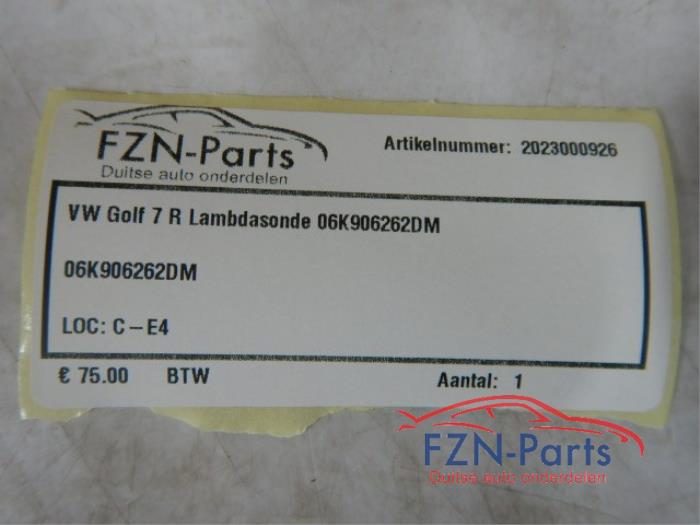 FZN-Parts
Duitse auto onderdelen
Artikelnummer: 2023000926
VW Golf 7 R Lambdasonde 06K906262DM
06K906262DM
LOC: C-E4
€ 75.00 BTW Aantal: 1
FZN-Parts
Duitse auto onderdelen